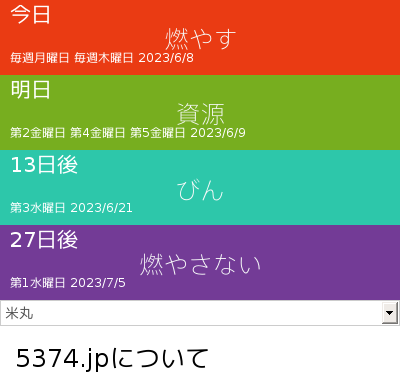 今日
燃やす
毎週月曜日 毎週木曜日 2023/6/8
明日
資源
第2金曜日 第4金曜日 第5金曜日 2023/6/9
13日後
びん
第3水曜日 2023/6/21
27日後
燃やさない
第1水曜日 2023/7/5
米丸
5374.jpについて